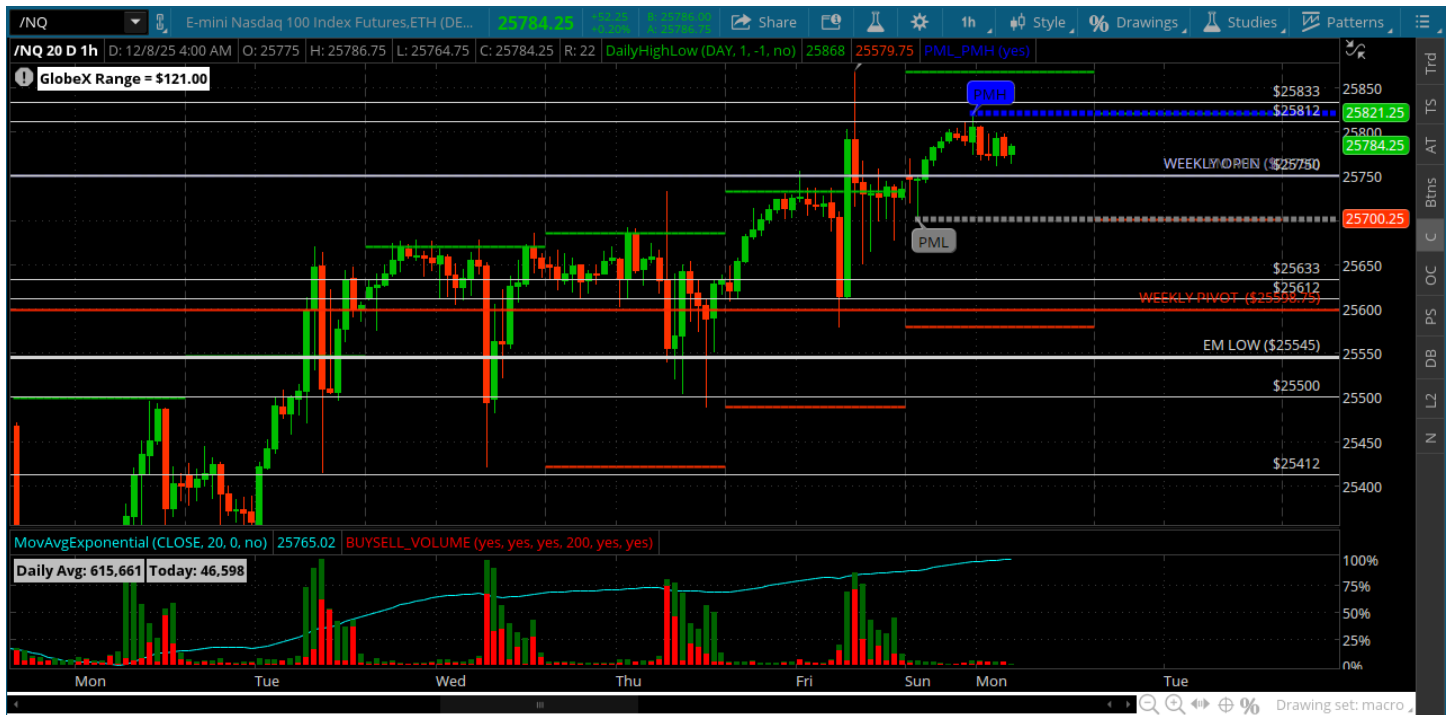 /NQ
E-mini Nasdaq 100 Index Futures,ETH (DE...
25784.25
+52.25
+0.20%
B: 25786.00
A: 25786.75
Share
1h
Style
% Drawings
Studies
Patterns
/NQ 20 D 1h
D: 12/8/25 4:00 AM
O: 25775
H: 25786.75
L: 25764.75
C: 25784.25
R: 22
DailyHighLow (DAY, 1, -1, no)
25868
25579.75
PML_PMH (yes)
GlobeX Range = $121.00
PMH
PML
$25833
$25812
WEEKLY OPEN
$25750
$25633
$25612
WEEKLY PIVOT ($25598.75)
EM LOW ($25545)
$25500
$25412
25850
25821.25
25800
25784.25
25750
25700.25
25650
25600
25550
25500
25450
25400
Trd
TS
AT
Btns
C
OC
PS
DB
L2
N
MovAvgExponential (CLOSE, 20, 0, no)
25765.02
BUYSELL_VOLUME (yes, yes, yes, 200, yes, yes)
Daily Avg: 615,661
Today: 46,598
100%
75%
50%
25%
0%
Mon
Tue
Wed
Thu
Fri
Sun
Mon
Tue
%
Drawing set: macro